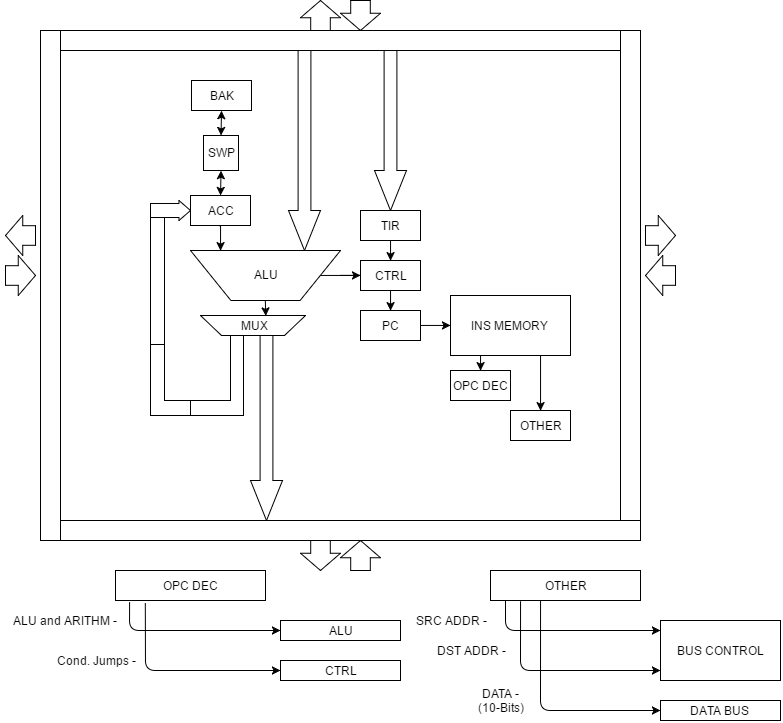 BAK
SWP
ACC
TIR
ALU
CTRL
MUX
PC
INS MEMORY
OPC DEC
OTHER
OPC DEC
ALU and ARITHM -
ALU
Cond. Jumps -
CTRL
OTHER
SRC ADDR -
DST ADDR -
BUS CONTROL
DATA -
(10-Bits)
DATA BUS